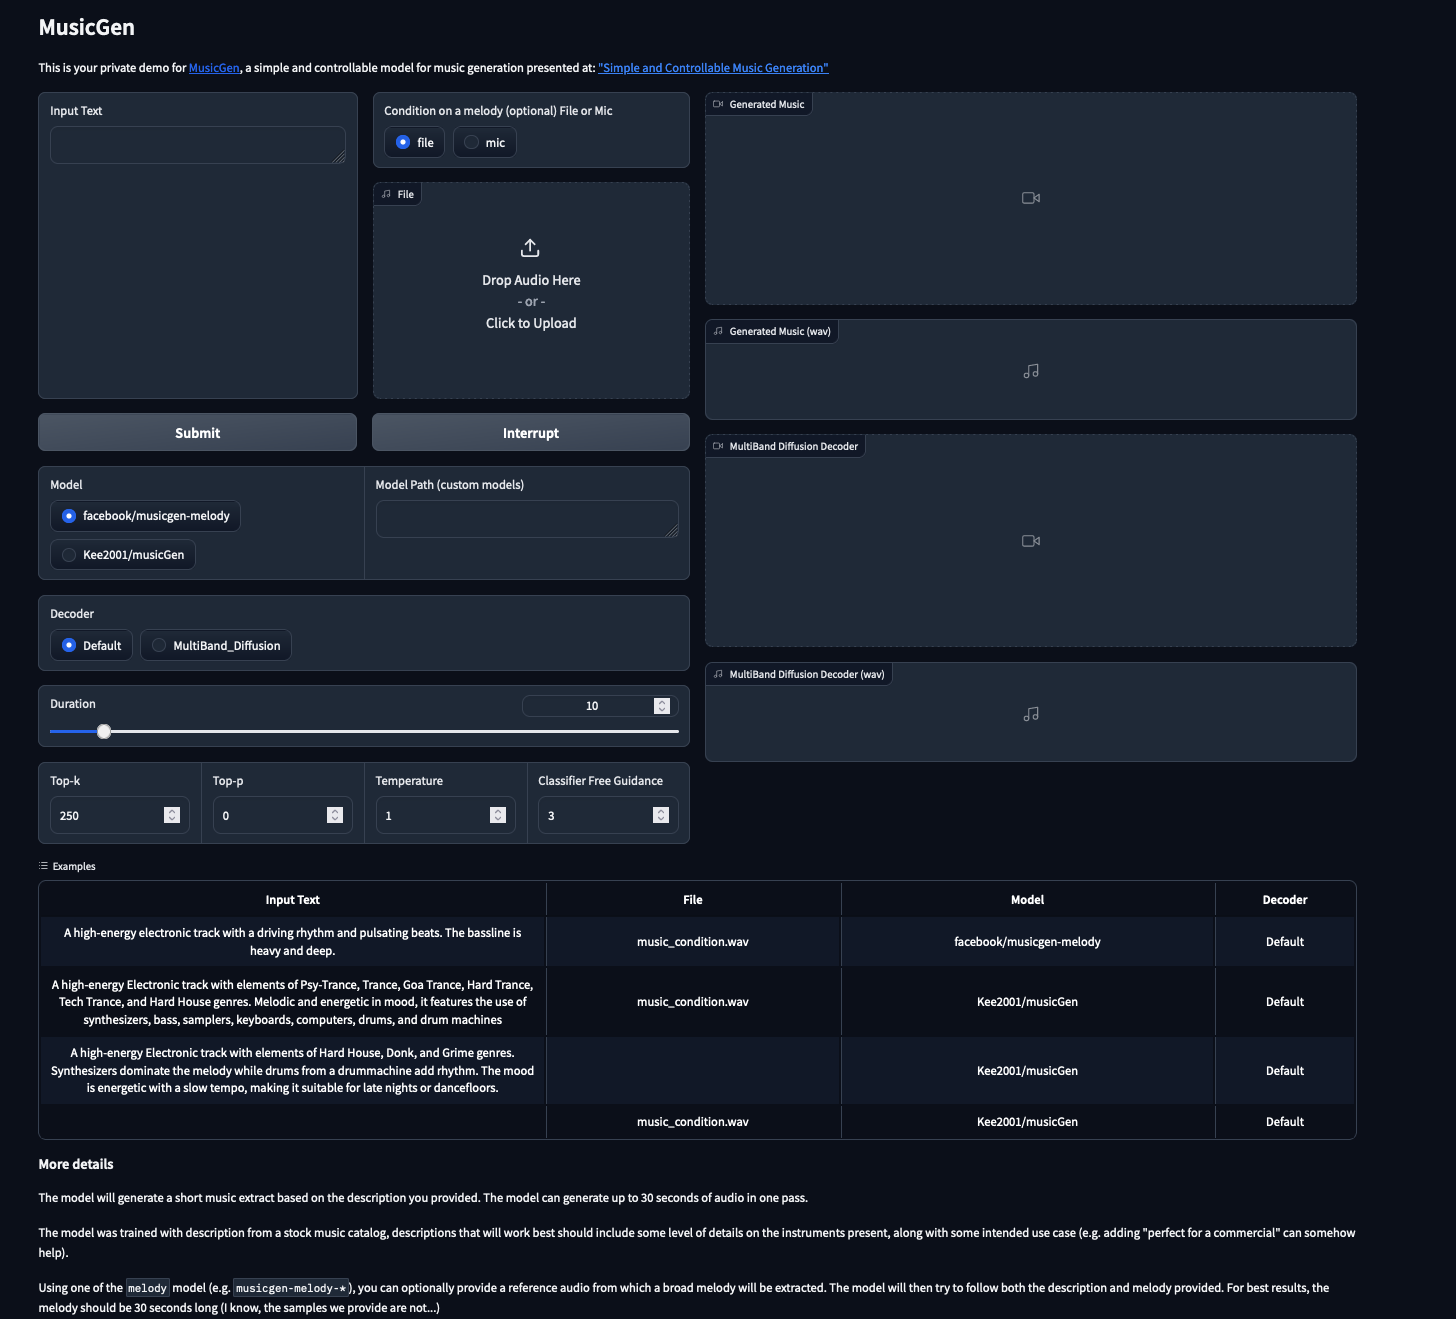 MusicGen
This is your private demo for MusicGen, a simple and controllable model for music generation presented at: "Simple and Controllable Music Generation"
Input Text
Condition on a melody (optional) File or Mic
file
mic
File
Drop Audio Here
- or -
Click to Upload
Submit
Interrupt
Model
facebook/musicgen-melody
Kee2001/musicGen
Model Path (custom models)
Decoder
Default
MultiBand_Diffusion
Duration
10
Top-k
250
Top-p
0
Temperature
1
Classifier Free Guidance
3
Generated Music
Generated Music (wav)
MultiBand Diffusion Decoder
MultiBand Diffusion Decoder (wav)
Examples
Input Text
File
Model
Decoder
A high-energy electronic track with a driving rhythm and pulsating beats. The bassline is
heavy and deep.
music_condition.wav
facebook/musicgen-melody
Default
A high-energy Electronic track with elements of Psy-Trance, Trance, Goa Trance, Hard Trance,
Tech Trance, and Hard House genres. Melodic and energetic in mood, it features the use of
synthesizers, bass, samplers, keyboards, computers, drums, and drum machines
music_condition.wav
Kee2001/musicGen
Default
A high-energy Electronic track with elements of Hard House, Donk, and Grime genres.
Synthesizers dominate the melody while drums from a drummachine add rhythm. The mood
is energetic with a slow tempo, making it suitable for late nights or dancefloors.
Kee2001/musicGen
Default
music_condition.wav
Kee2001/musicGen
Default
More details
The model will generate a short music extract based on the description you provided. The model can generate up to 30 seconds of audio in one pass.
The model was trained with description from a stock music catalog, descriptions that will work best should include some level of details on the instruments present, along with some intended use case (e.g. adding "perfect for a commercial" can somehow
help).
Using one of the melody model (e.g. musicgen-melody-*), you can optionally provide a reference audio from which a broad melody will be extracted. The model will then try to follow both the description and melody provided. For best results, the
melody should be 30 seconds long (I know, the samples we provide are not...)